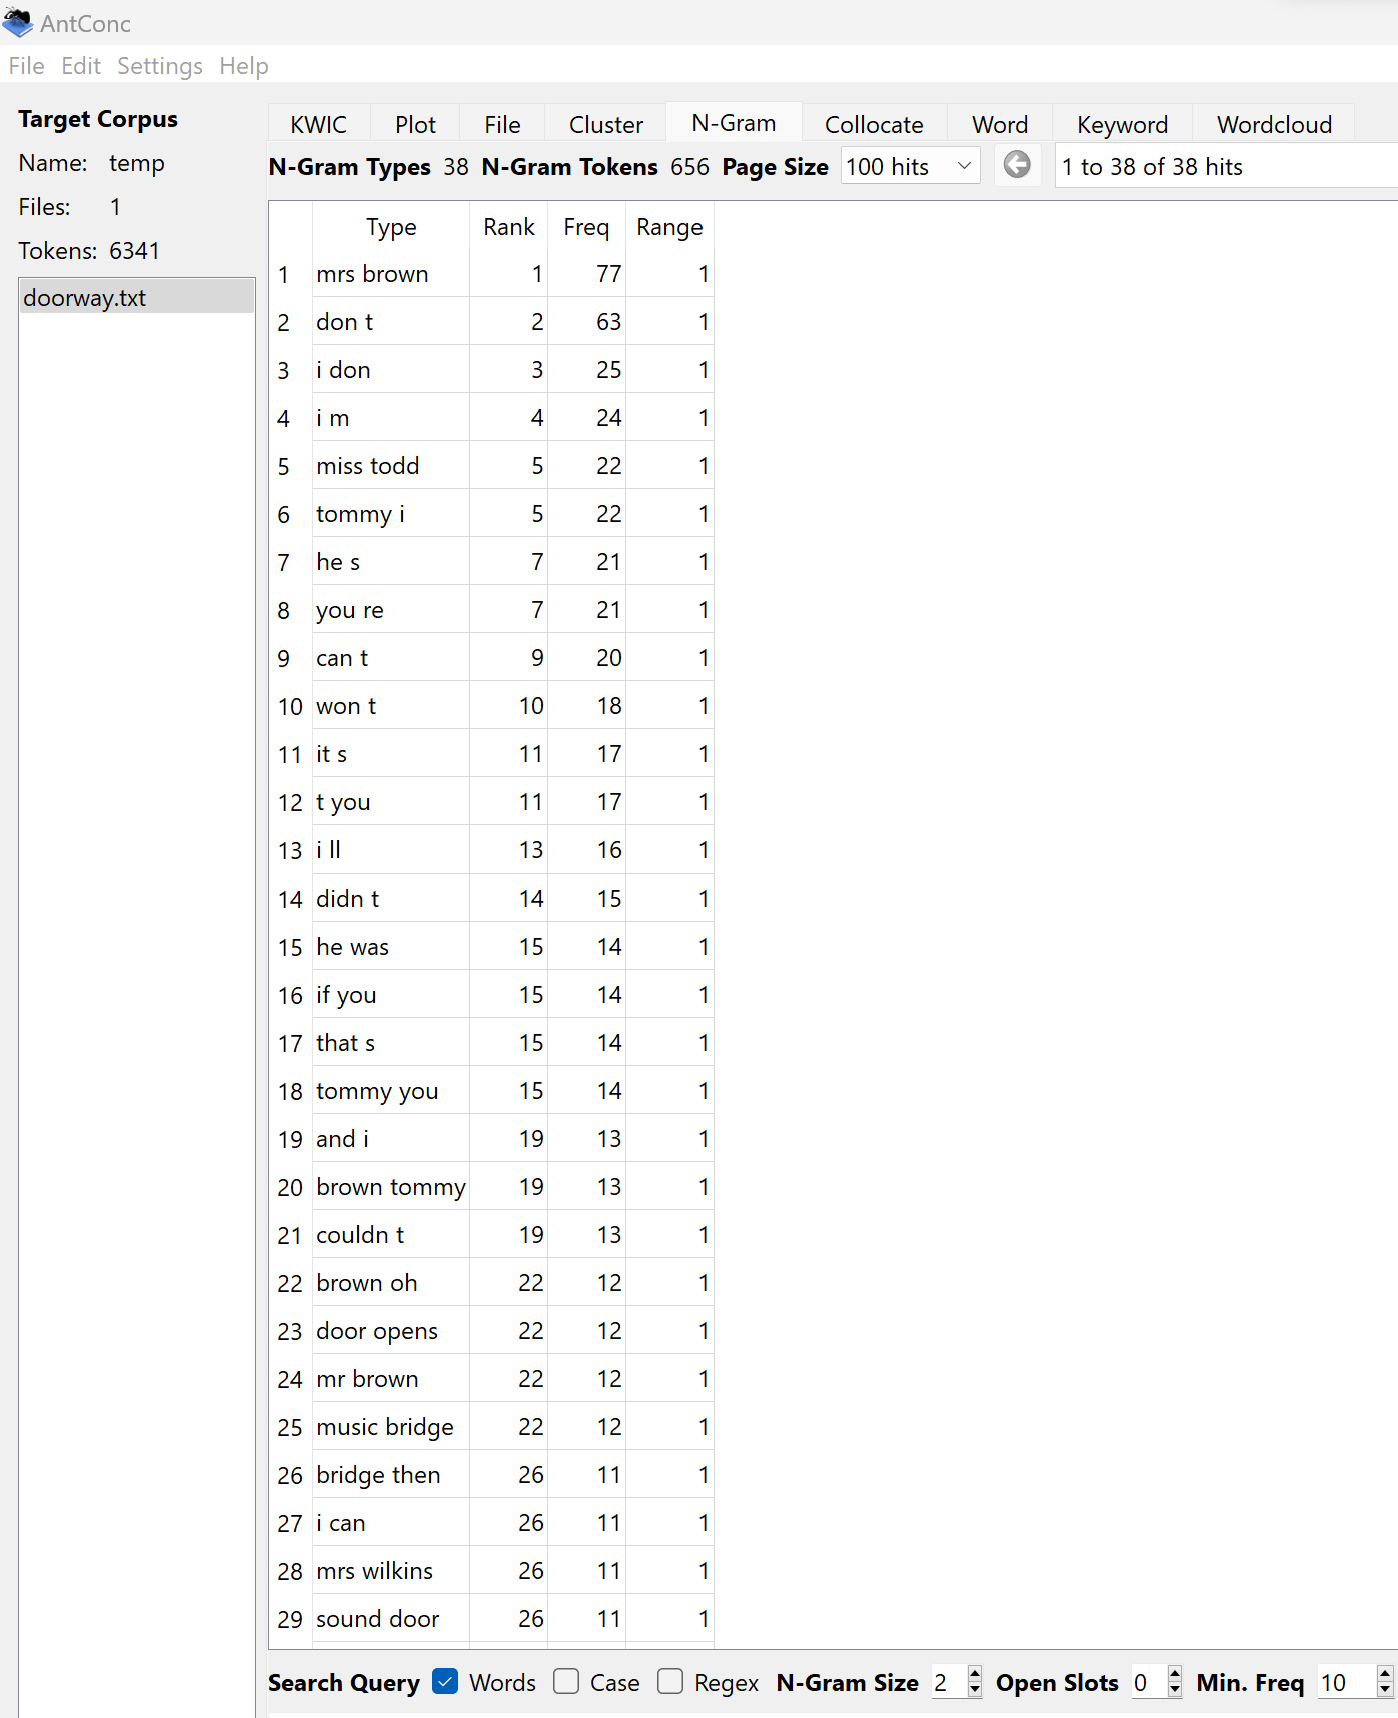 AntConc
File Edit Settings Help
Target Corpus
Name: temp
Files: 1
Tokens: 6341
doorway.txt
KWIC Plot File Cluster N-Gram Collocate Word Keyword Wordcloud
N-Gram Types 38 N-Gram Tokens 656 Page Size 100 hits 1 to 38 of 38 hits
Type Rank Freq Range
1 mrs brown 1 77 1
2 don t 2 63 1
3 i don 3 25 1
4 i m 4 24 1
5 miss todd 5 22 1
6 tommy i 5 22 1
7 he s 7 21 1
8 you re 7 21 1
9 can t 9 20 1
10 won t 10 18 1
11 it s 11 17 1
12 t you 11 17 1
13 i ll 13 16 1
14 didn t 14 15 1
15 he was 15 14 1
16 if you 15 14 1
17 that s 15 14 1
18 tommy you 15 14 1
19 and i 19 13 1
20 brown tommy 19 13 1
21 couldn t 19 13 1
22 brown oh 22 12 1
23 door opens 22 12 1
24 mr brown 22 12 1
25 music bridge 22 12 1
26 bridge then 26 11 1
27 i can 26 11 1
28 mrs wilkins 26 11 1
29 sound door 26 11 1
Search Query Words Case Regex N-Gram Size 2 Open Slots 0 Min. Freq 10